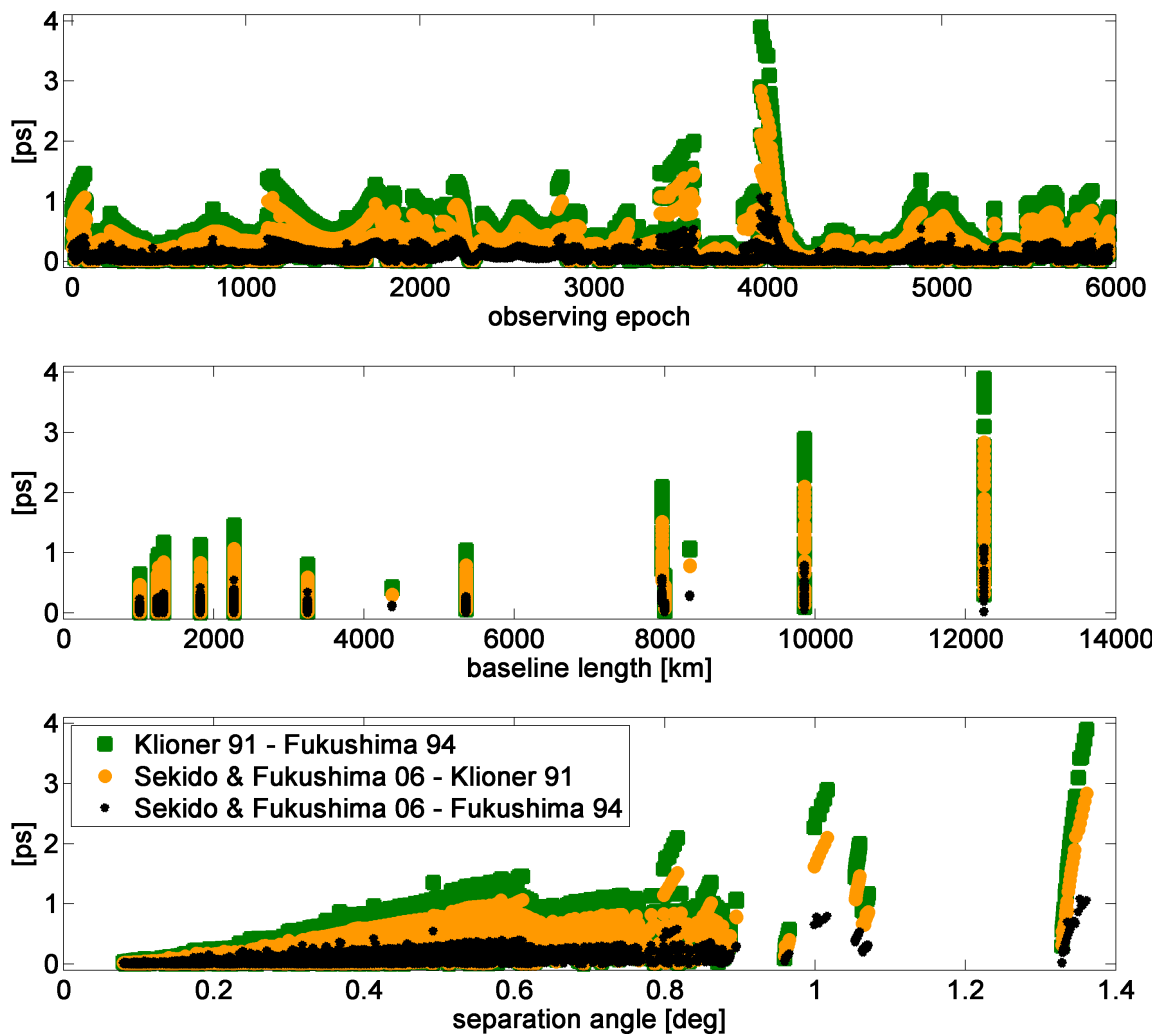 4
3
2
1
0
[ps]
0 1000 2000 3000 4000 5000 6000
observing epoch
4
3
2
1
0
[ps]
0 2000 4000 6000 8000 10000 12000 14000
baseline length [km]
4
3
2
1
0
[ps]
Klioner 91 - Fukushima 94
Sekido & Fukushima 06 - Klioner 91
Sekido & Fukushima 06 - Fukushima 94
0 0.2 0.4 0.6 0.8 1 1.2 1.4
separation angle [deg]